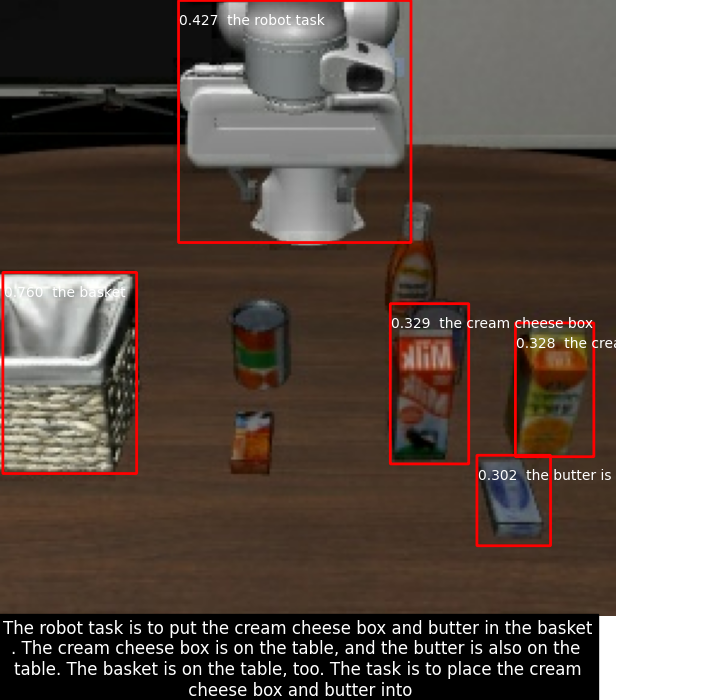 0.427 the robot task
0.760 the basket
0.329 the cream cheese box
0.328 the crea
Milk
Milk
0.302 the butter is
The robot task is to put the cream cheese box and butter in the basket
. The cream cheese box is on the table, and the butter is also on the
table. The basket is on the table, too. The task is to place the cream
cheese box and butter into